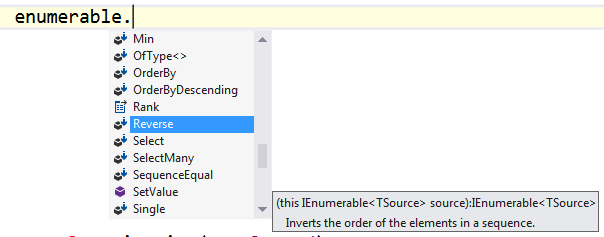 enumerable.
Min
OfType<>
OrderBy
OrderByDescending
Rank
Reverse
Select
SelectMany
SequenceEqual
SetValue
Single
(this IEnumerable<TSource> source):IEnumerable<TSource>
Inverts the order of the elements in a sequence.